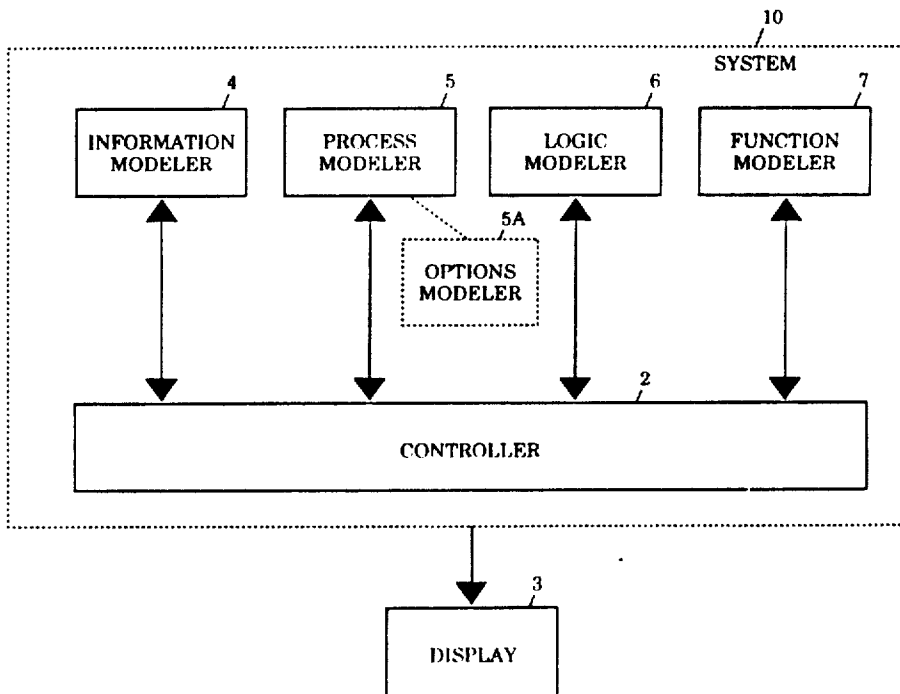 10
SYSTEM
4
5
6
7
INFORMATION
MODELER
PROCESS
MODELER
LOGIC
MODELER
FUNCTION
MODELER
5A
OPTIONS
MODELER
2
CONTROLLER
3
DISPLAY